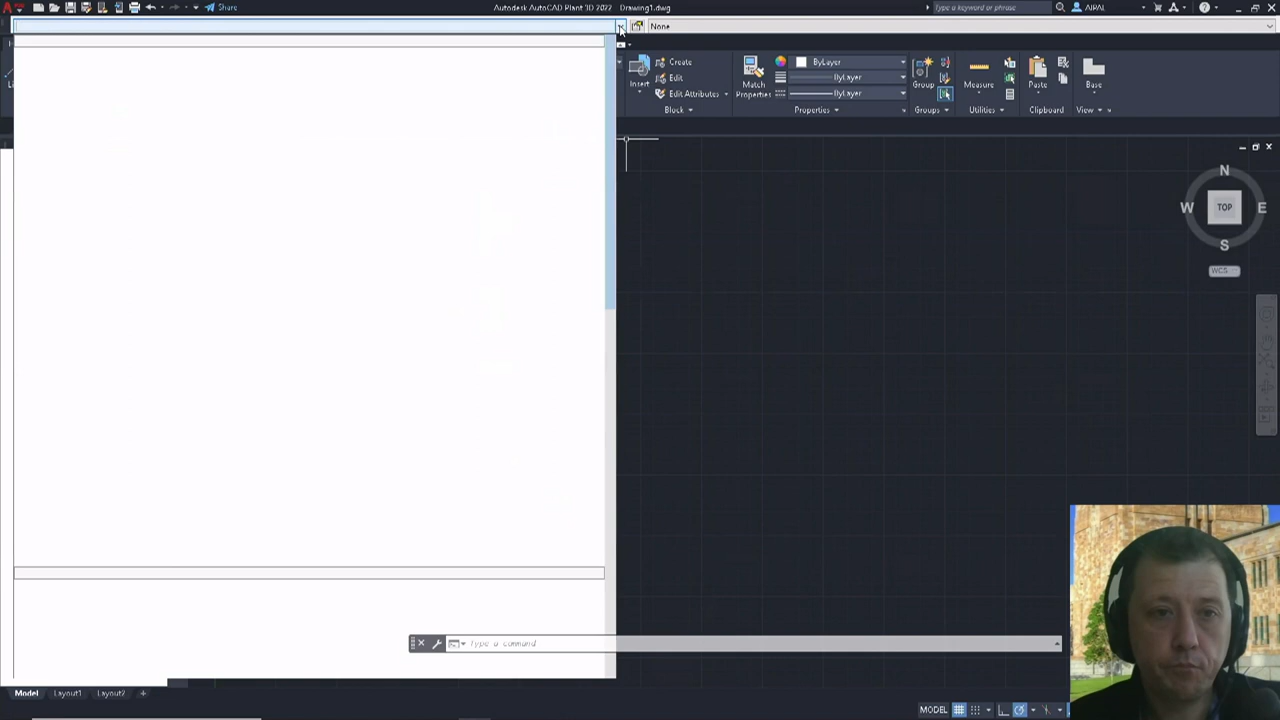 Share
Autodesk AutoCAD Plant 3D 2022 Drawing1.dwg
Type a keyword or phrase
AIPAL
None
Insert
Create
Edit
Edit Attributes
Block
Match
Properties
ByLayer
ByLayer
ByLayer
Properties
Group
Groups
Measure
Utilities
Paste
Clipboard
Base
View
N
W
TOP
E
S
WCS
Type a command
Model
Layout1
Layout2
MODEL